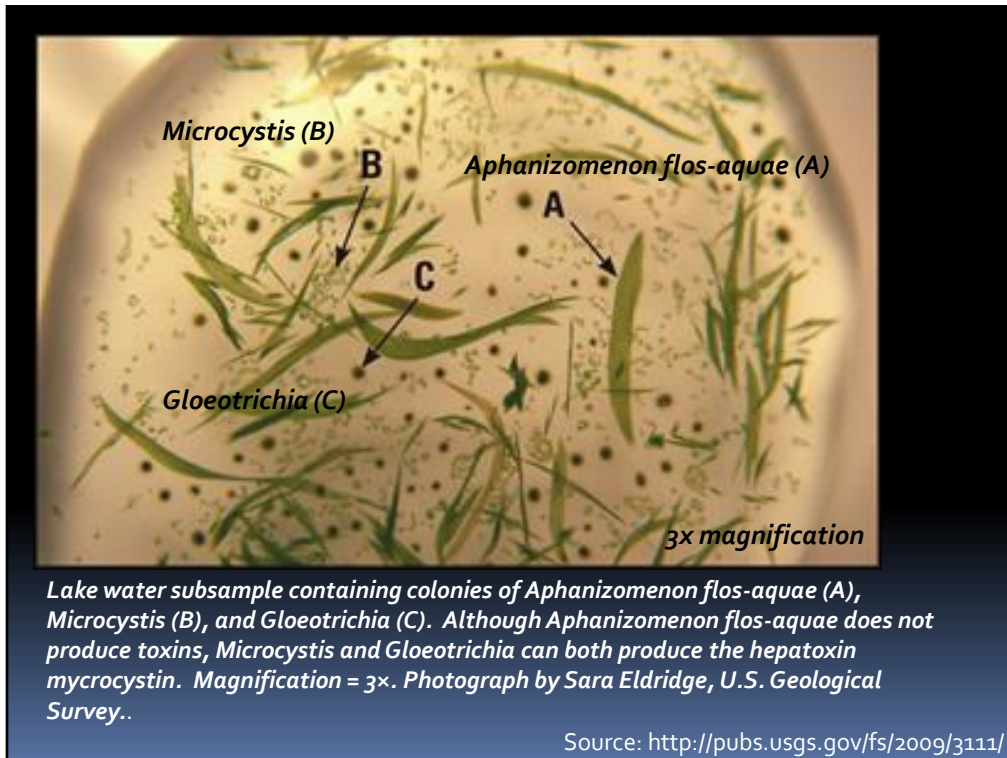 Microcystis (B)
B
Aphanizomenon flos-aquae (A)
A
C
Gloeotrichia (C)
3x magnification
Lake water subsample containing colonies of Aphanizomenon flos-aquae (A),
Microcystis (B), and Gloeotrichia (C).  Although Aphanizomenon flos-aquae does not
produce toxins, Microcystis and Gloeotrichia can both produce the hepatoxin
mycrocystin.  Magnification = 3×. Photograph by Sara Eldridge, U.S. Geological
Survey..
Source: http://pubs.usgs.gov/fs/2009/3111/